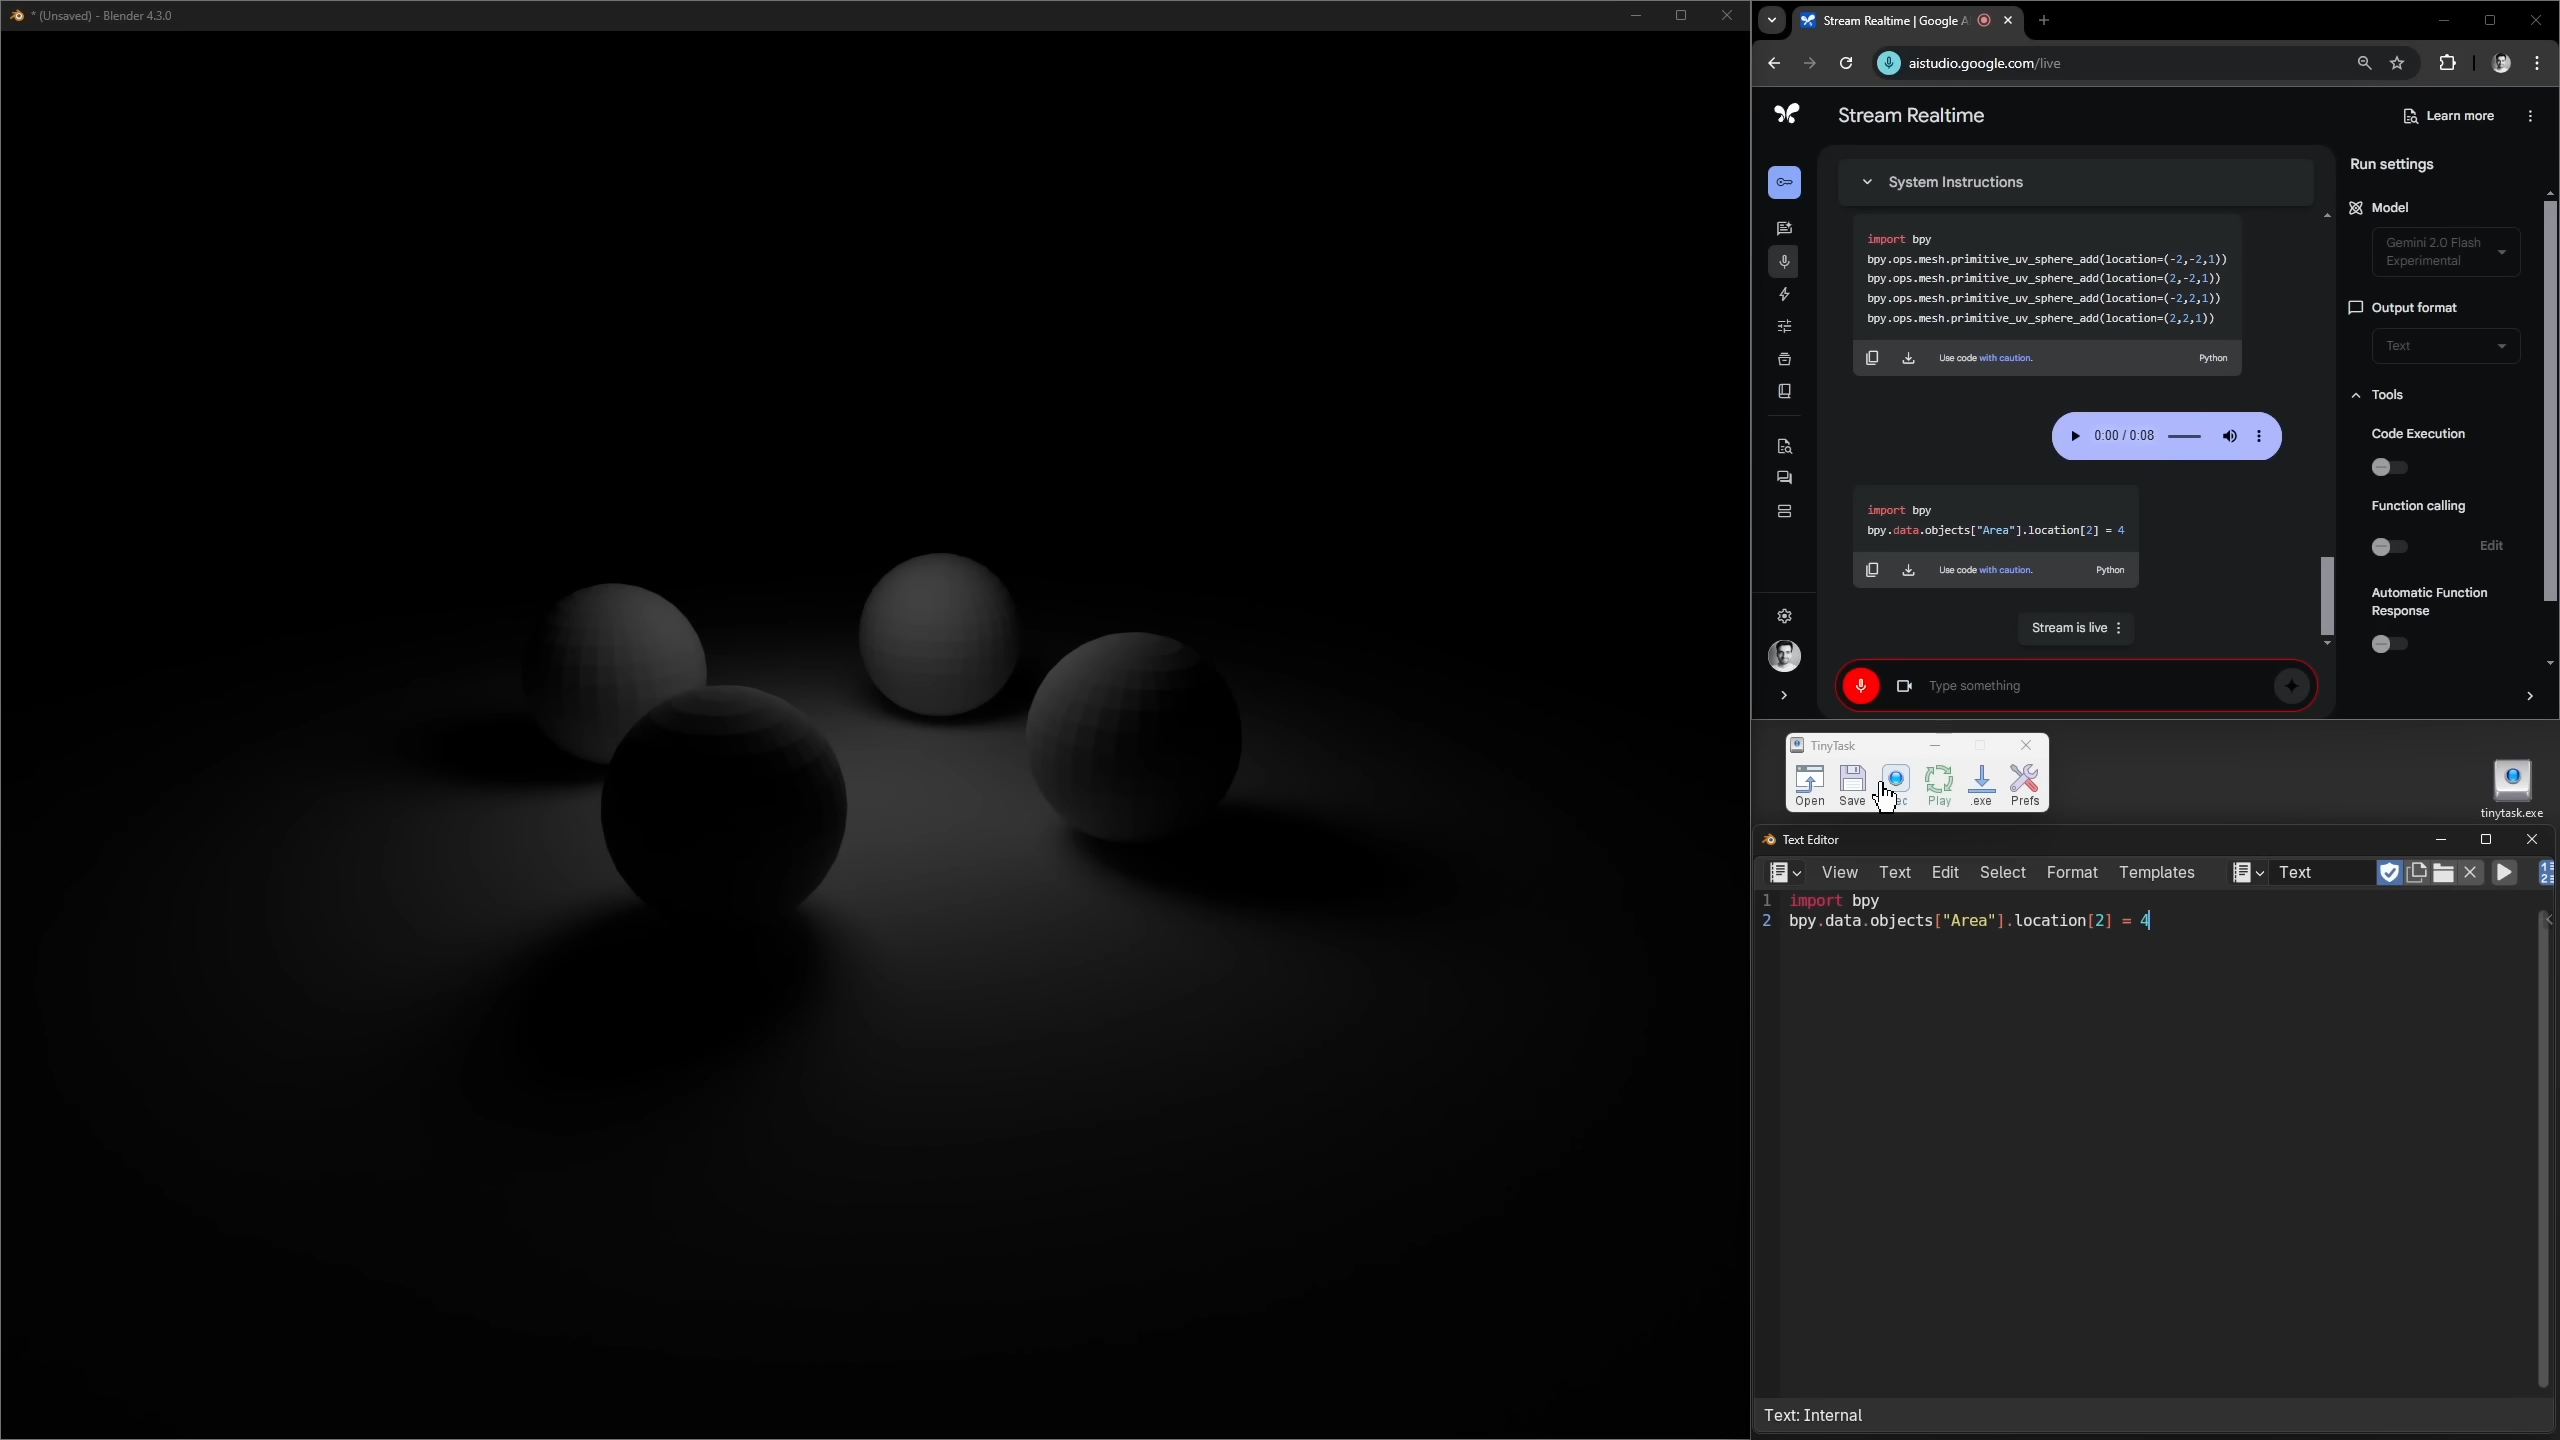 * (Unsaved) - Blender 4.3.0
Stream Realtime | Google A
aistudio.google.com/live
Stream Realtime
Learn more
System Instructions
import bpy
bpy.ops.mesh.primitive_uv_sphere_add(location=(-2,-2,1))
bpy.ops.mesh.primitive_uv_sphere_add(location=(2,-2,1))
bpy.ops.mesh.primitive_uv_sphere_add(location=(-2,2,1))
bpy.ops.mesh.primitive_uv_sphere_add(location=(2,2,1))
Use code with caution.
Python
0:00 / 0:08
import bpy
bpy.data.objects["Area"].location[2] = 4
Use code with caution.
Python
Stream is live
Type something
Run settings
Model
Gemini 2.0 Flash
Experimental
Output format
Text
Tools
Code Execution
Function calling
Edit
Automatic Function
Response
TinyTask
Open
Save
Play
.exe
Prefs
tinytask.exe
Text Editor
View Text Edit Select Format Templates
Text
1 import bpy
2 bpy.data.objects["Area"].location[2] = 4
Text: Internal